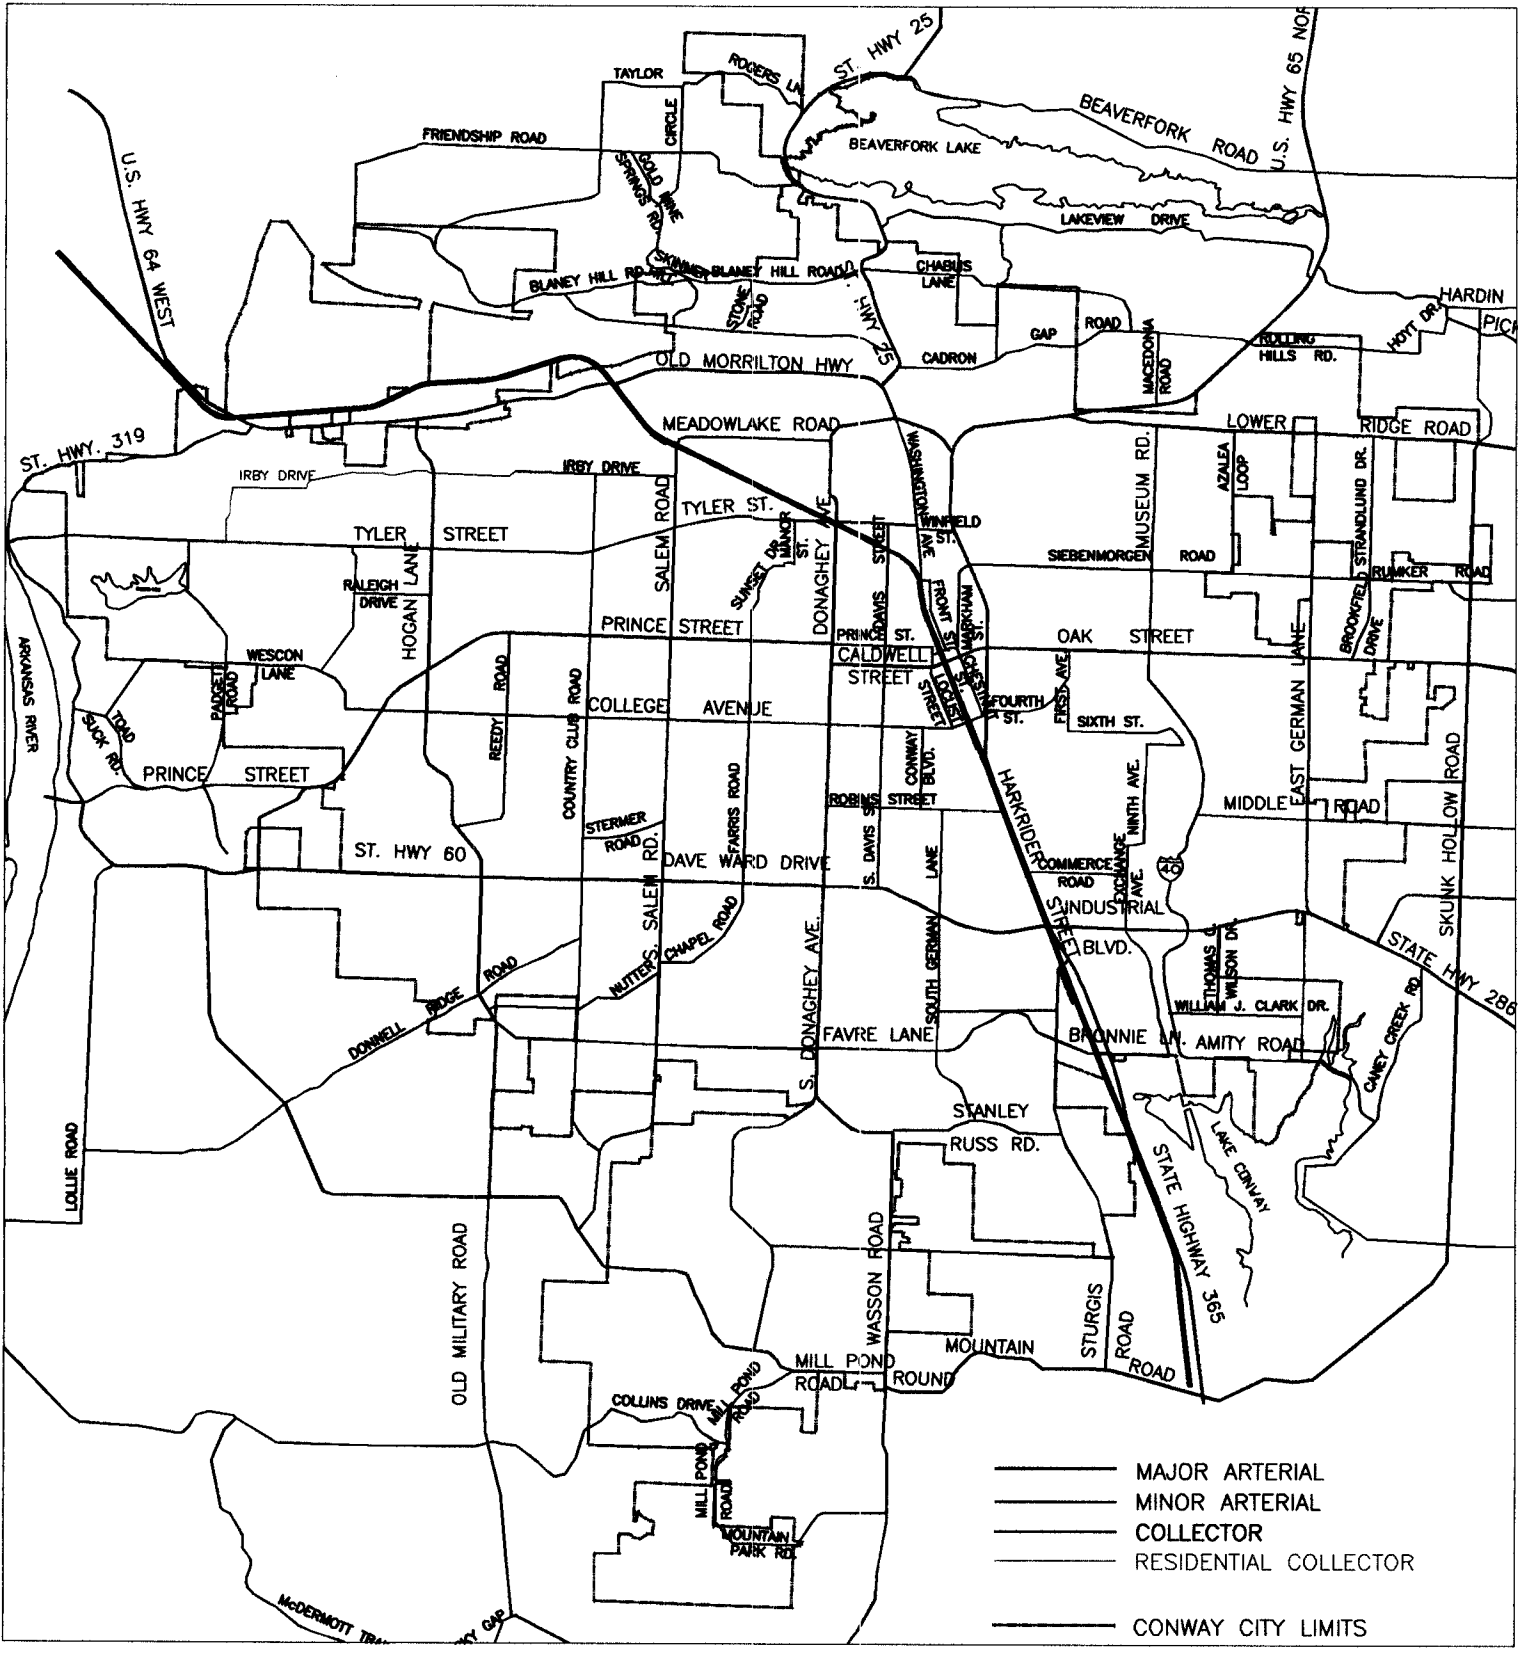 ST. HWY 25
U.S. HWY 65 NOR
ROGERS LN.
TAYLOR
CIRCLE
BEAVERFORK ROAD
FRIENDSHIP ROAD
BEAVERFORK LAKE
U.S. HWY 64 WEST
GOLD MINE
SPRINGS RD.
LAKEVIEW DRIVE
SKINNER
BLANEY HILL RD.
BLANEY HILL ROAD
CHABUS
LANE
STONE
ROAD
HWY 25
HARDIN
HOYT DR.
PICK
GAP ROAD
CADRON
MACEDONIA
ROAD
ROLLING
HILLS RD.
OLD MORRILTON HWY
MEADOWLAKE ROAD
LOWER RIDGE ROAD
ST. HWY. 319
IRBY DRIVE
IRBY DRIVE
SALEM ROAD
WASHINGTON AVE
MUSEUM RD.
AZALEA
LOOP
STRANDLUND DR.
TYLER STREET
TYLER ST.
MANOR
ST.
SUNSET DR.
DONAGHEY AVE
DAVIS STREET
WINFIELD
ST.
SIEBENMORGEN ROAD
RUMKER ROAD
RALEIGH
DRIVE
HOGAN LANE
FRONT ST.
MARKHAM
ST.
BROOKFIELD
DRIVE
PRINCE STREET
PRINCE ST.
OAK STREET
CALDWELL
STREET
ARKANSAS RIVER
WESCON
LANE
PADGETT
ROAD
TOAD
SUCK RD.
REEDY ROAD
COUNTRY CLUB ROAD
COLLEGE AVENUE
LOCUST
STREET
CHESTNUT
ST.
FOURTH
ST.
FIRST AVE.
SIXTH ST.
EAST GERMAN LANE
PRINCE STREET
CONWAY
BLVD.
HARKRIDER STREET
NINTH AVE.
SKUNK HOLLOW ROAD
FARRIS ROAD
ROBINS STREET
MIDDLE ROAD
STERMER
ROAD
ST. HWY 60
S. SALEM RD.
DAVE WARD DRIVE
S. DAVIS ST.
COMMERCE
ROAD
EXCHANGE
AVE.
40
INDUSTRIAL
BLVD.
SOUTH GERMAN LANE
NUTTER CHAPEL ROAD
S. DONAGHEY AVE.
THOMAS G.
WILSON DR.
STATE HWY 286
DONNELL RIDGE ROAD
WILLIAM J. CLARK DR.
FAVRE LANE
BRONNIE LN.
AMITY ROAD
CANEY CREEK RD.
LOLLIE ROAD
STANLEY
RUSS RD.
LAKE CONWAY
STATE HIGHWAY 365
OLD MILITARY ROAD
WASSON ROAD
STURGIS
ROAD
MILL POND
ROAD
ROUND MOUNTAIN ROAD
COLLINS DRIVE
MILL POND
ROAD
MILL POND
ROAD
MOUNTAIN
PARK RD.
McDERMOTT TRA
KY GAP
MAJOR ARTERIAL
MINOR ARTERIAL
COLLECTOR
RESIDENTIAL COLLECTOR
CONWAY CITY LIMITS